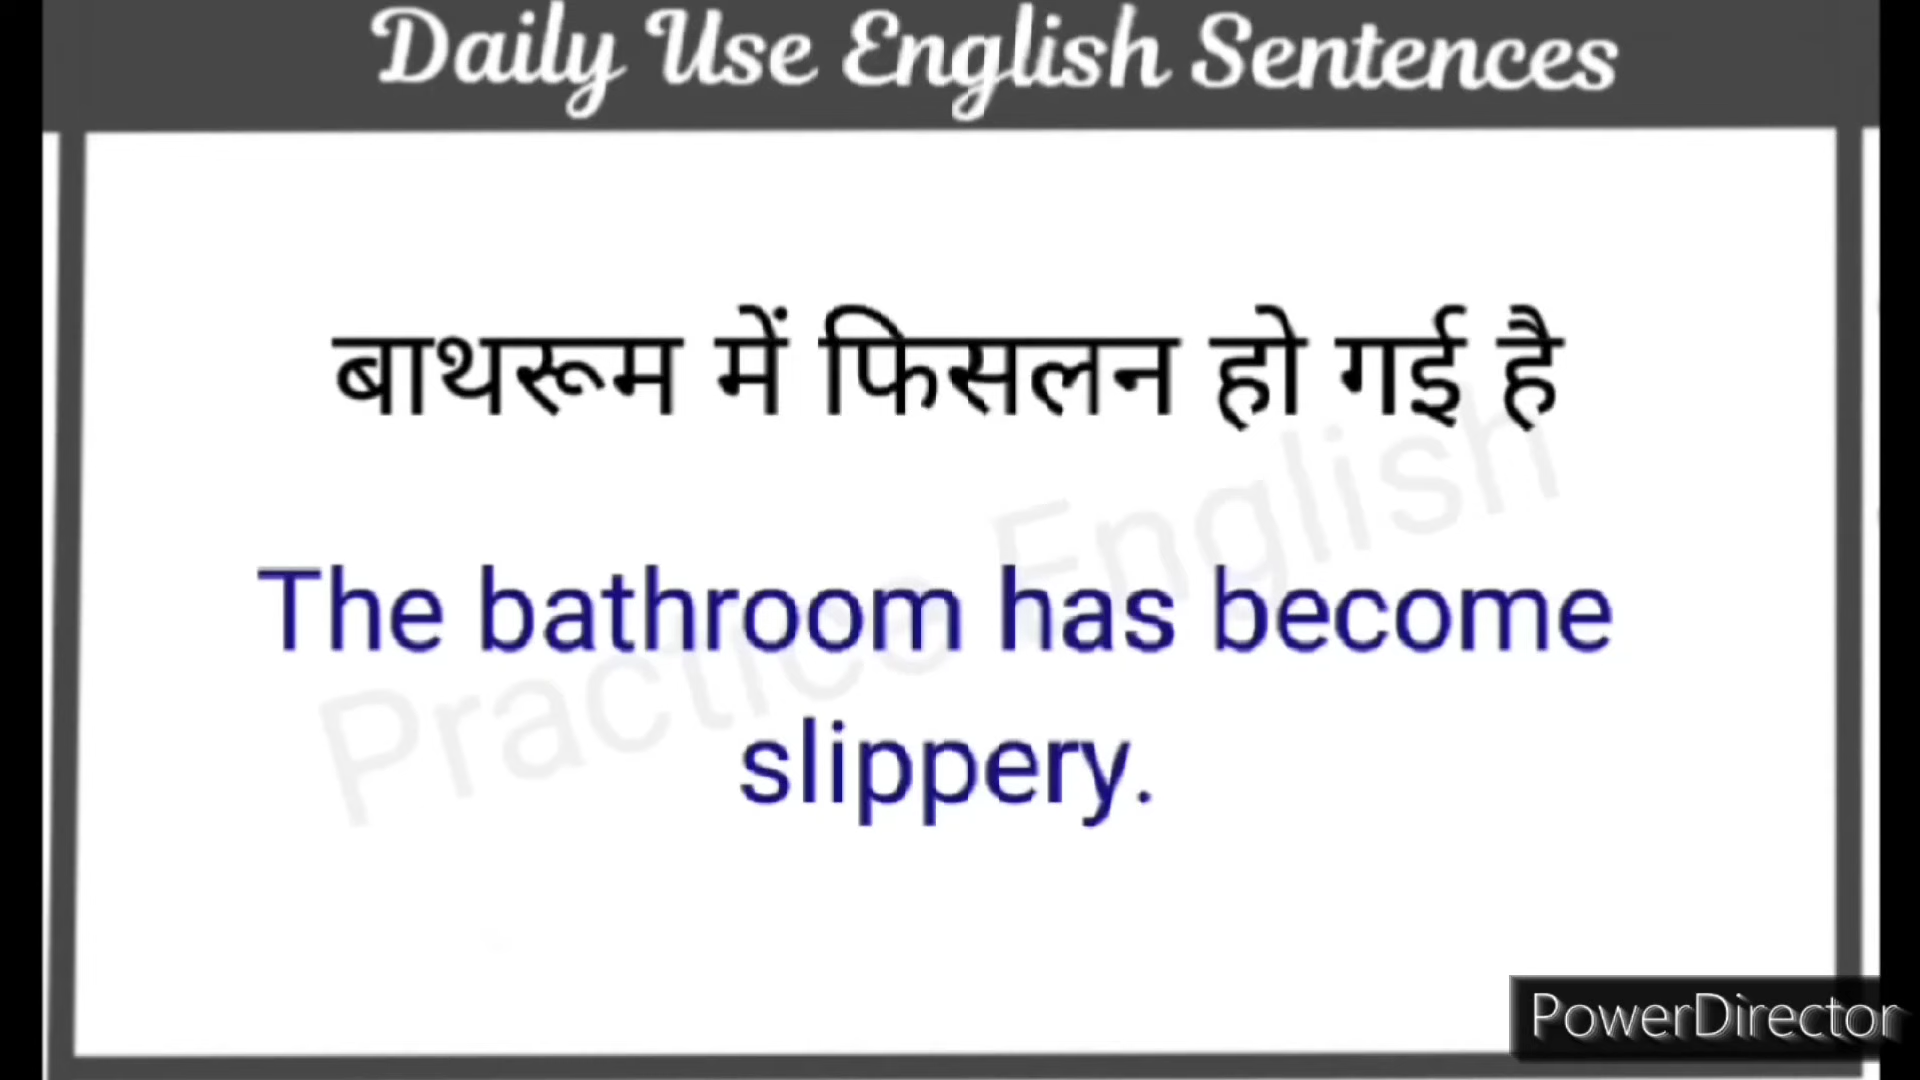 Daily Use English Sentences
बाथरूम में फिसलन हो गई है
The bathroom has become
slippery.
Practice English
PowerDirector